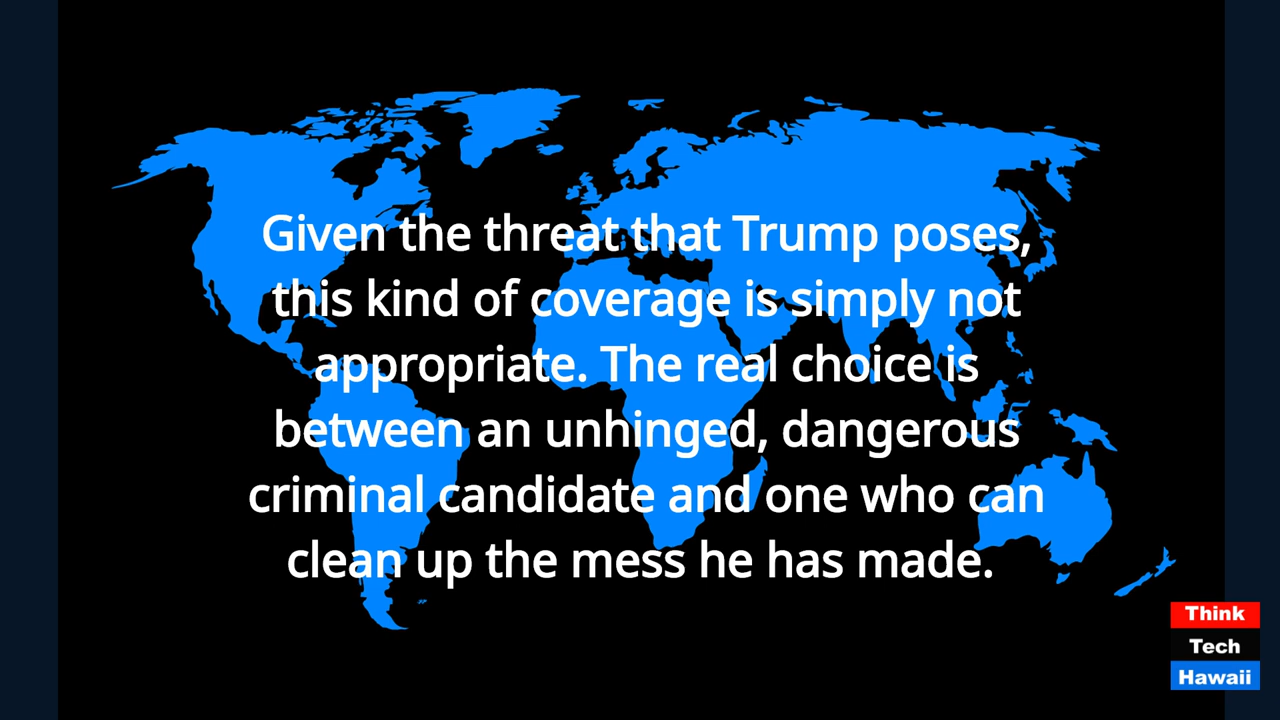 Given the threat that Trump poses,
this kind of coverage is simply not
appropriate. The real choice is
between an unhinged, dangerous
criminal candidate and one who can
clean up the mess he has made.
Think
Tech
Hawaii